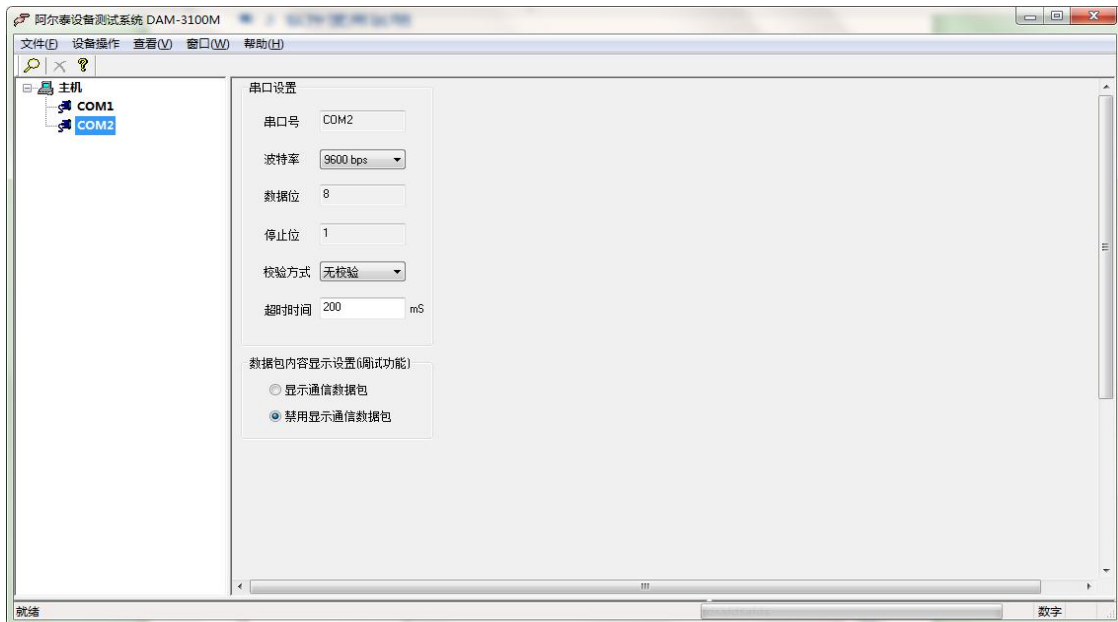 阿尔泰设备测试系统 DAM-3100M
文件(F) 设备操作 查看(V) 窗口(W) 帮助(H)
主机
COM1
COM2
串口设置
串口号 COM2
波特率 9600 bps
数据位 8
停止位 1
校验方式 无校验
超时时间 200 mS
数据包内容显示设置(调试功能)
显示通信数据包
禁用显示通信数据包
就绪 数字